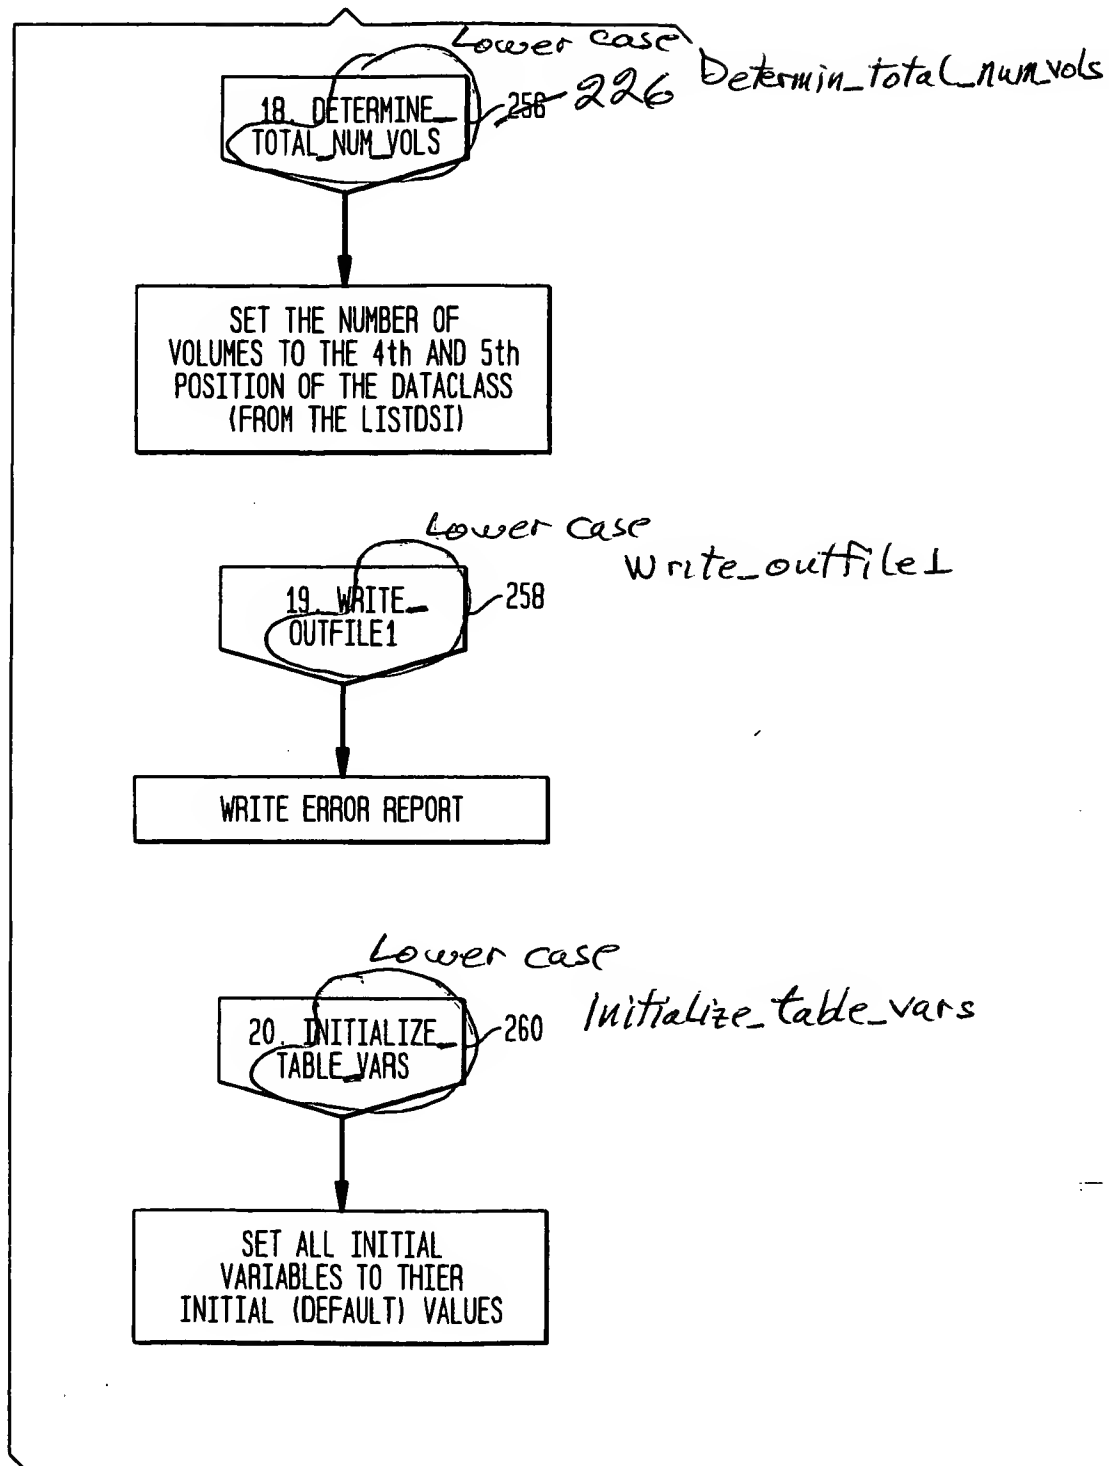 Lower case
Determin_total_num_vols
18. DETERMINE_
TOTAL_NUM_VOLS
256 226
SET THE NUMBER OF
VOLUMES TO THE 4th AND 5th
POSITION OF THE DATACLASS
(FROM THE LISTDSI)
Lower case
Write_outfile1
19. WRITE_
OUTFILE1
258
WRITE ERROR REPORT
Lower case
Initialize_table_vars
20. INITIALIZE_
TABLE_VARS
260
SET ALL INITIAL
VARIABLES TO THIER
INITIAL (DEFAULT) VALUES